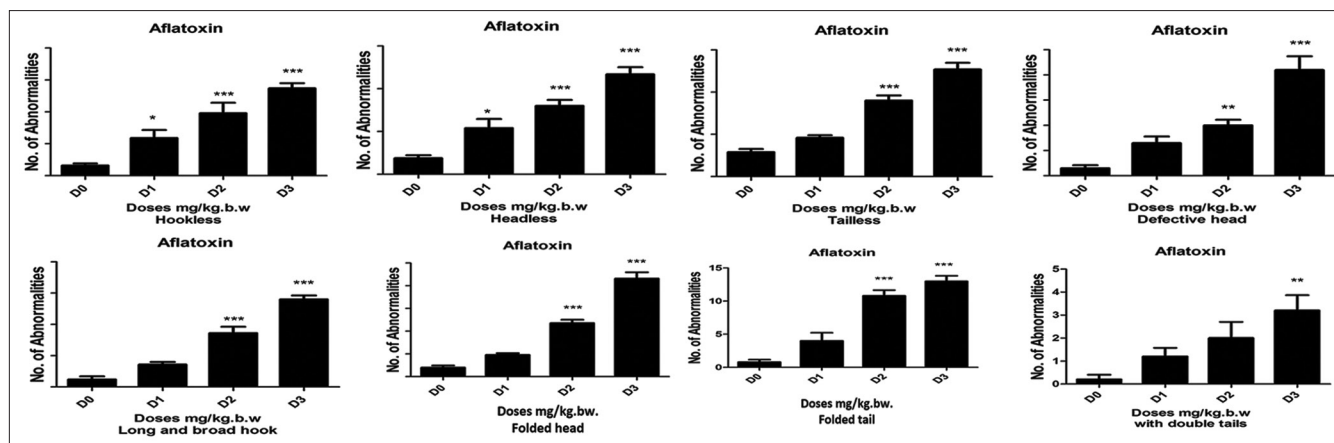 Aflatoxin
No. of Abnormalities
*
***
***
D0
D1
D2
D3
Doses mg/kg.b.w
Hookless
Aflatoxin
No. of Abnormalities
*
***
***
D0
D1
D2
D3
Doses mg/kg.b.w
Headless
Aflatoxin
No. of Abnormalities
***
***
D0
D1
D2
D3
Doses mg/kg.b.w
Tailless
Aflatoxin
No. of Abnormalities
**
***
D0
D1
D2
D3
Doses mg/kg.b.w
Defective head
Aflatoxin
No. of Abnormalities
***
***
D0
D1
D2
D3
Doses mg/kg.b.w
Long and broad hook
Aflatoxin
No. of Abnormalities
***
***
D0
D1
D2
D3
Doses mg/kg.bw.
Folded head
Aflatoxin
No. of Abnormalities
15
10
5
0
***
***
D0
D1
D2
D3
Doses mg/kg.bw.
Folded tail
Aflatoxin
No. of Abnormalities
5
4
3
2
1
0
**
D0
D1
D2
D3
Doses mg/kg.b.w
with double tails